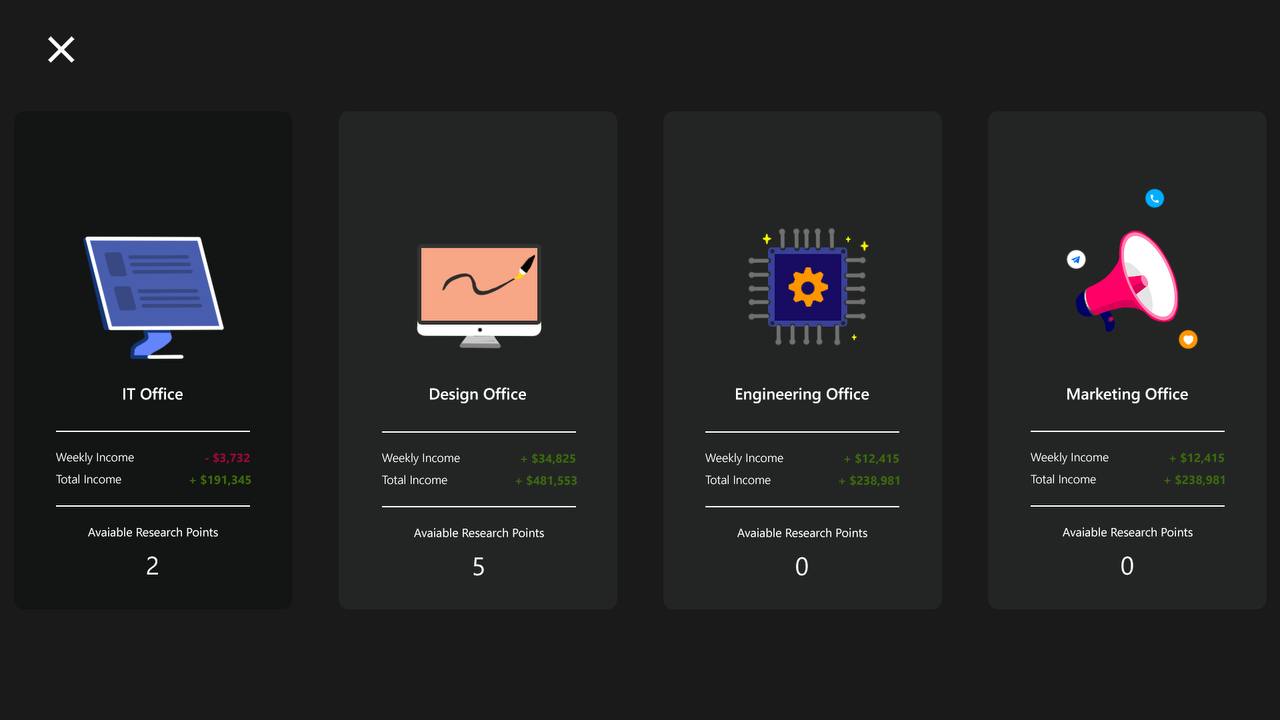 IT Office
Weekly Income - $3,732
Total Income + $191,345
Avaiable Research Points
2
Design Office
Weekly Income + $34,825
Total Income + $481,553
Avaiable Research Points
5
Engineering Office
Weekly Income + $12,415
Total Income + $238,981
Avaiable Research Points
0
Marketing Office
Weekly Income + $12,415
Total Income + $238,981
Avaiable Research Points
0